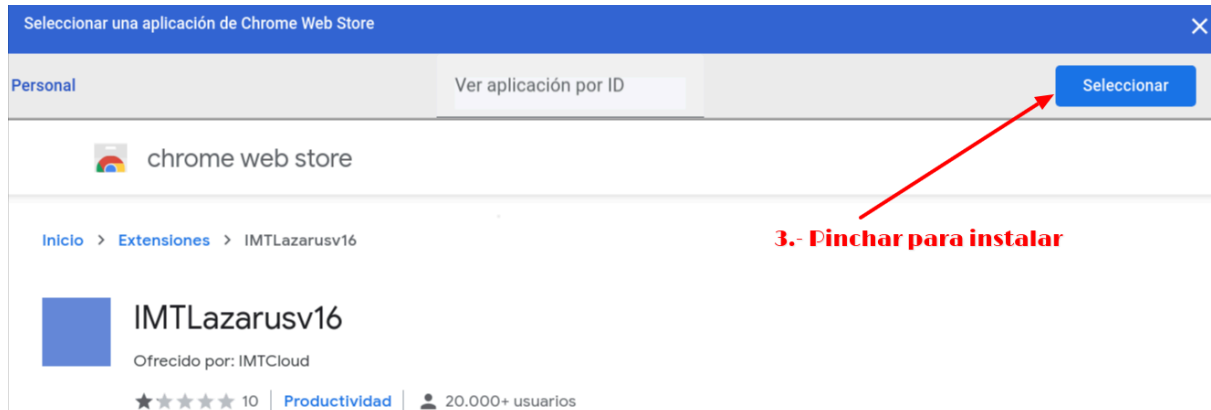 Seleccionar una aplicación de Chrome Web Store
Personal
Ver aplicación por ID
Seleccionar
chrome web store
Inicio > Extensiones > IMTLazarusv16
3.- Pinchar para instalar
IMTLazarusv16
Ofrecido por: IMTCloud
10 | Productividad | 20.000+ usuarios